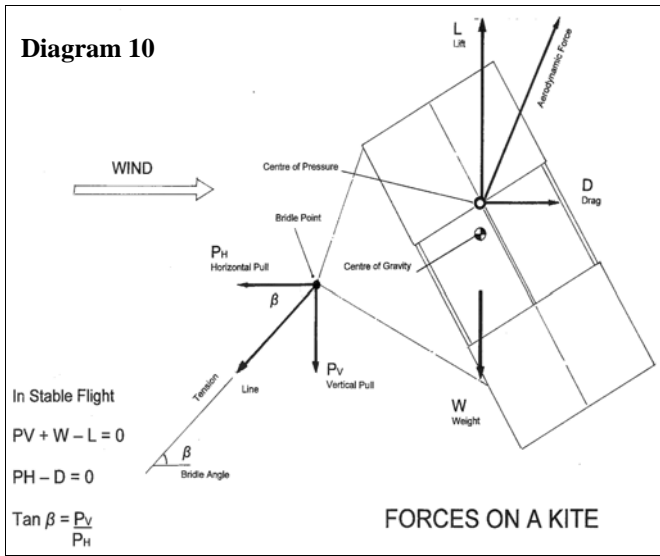 Diagram 10
L
Lift
Aerodynamic Force
WIND
Centre of Pressure
D
Drag
Bridle Point
PH
Horizontal Pull
β
Centre of Gravity
PV
Vertical Pull
Tension
Line
W
Weight
β
Bridle Angle
In Stable Flight
PV + W – L = 0
PH – D = 0
Tan β = PV
PH
FORCES ON A KITE